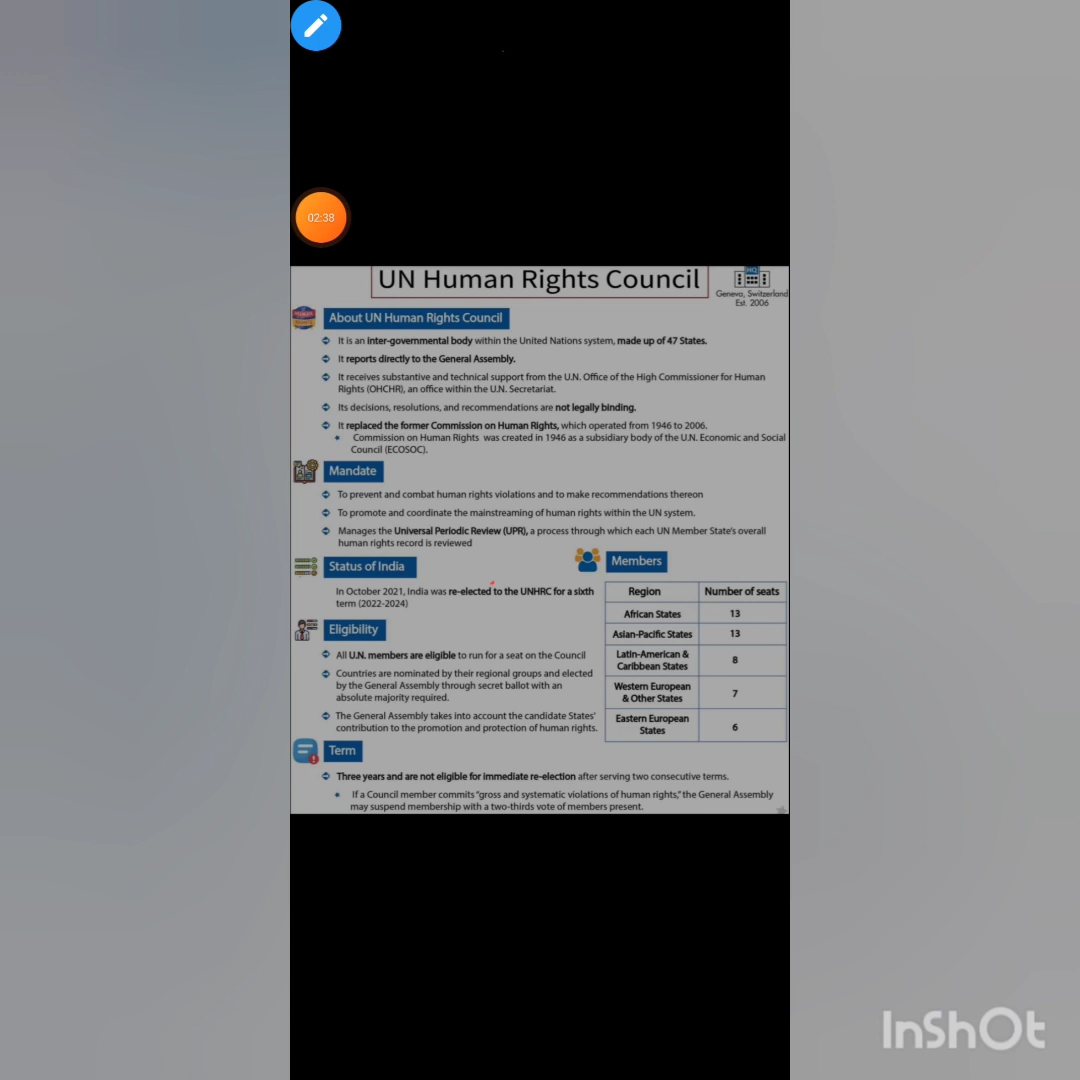 02:38
UN Human Rights Council
HQ
Geneva, Switzerland
Est. 2006
About UN Human Rights Council
It is an inter-governmental body within the United Nations system, made up of 47 States.
It reports directly to the General Assembly.
It receives substantive and technical support from the U.N. Office of the High Commissioner for Human
Rights (OHCHR), an office within the U.N. Secretariat.
Its decisions, resolutions, and recommendations are not legally binding.
It replaced the former Commission on Human Rights, which operated from 1946 to 2006.
Commission on Human Rights was created in 1946 as a subsidiary body of the U.N. Economic and Social
Council (ECOSOC).
Mandate
To prevent and combat human rights violations and to make recommendations thereon
To promote and coordinate the mainstreaming of human rights within the UN system.
Manages the Universal Periodic Review (UPR), a process through which each UN Member State's overall
human rights record is reviewed
Status of India
In October 2021, India was re-elected to the UNHRC for a sixth
term (2022-2024)
Eligibility
All U.N. members are eligible to run for a seat on the Council
Countries are nominated by their regional groups and elected
by the General Assembly through secret ballot with an
absolute majority required.
The General Assembly takes into account the candidate States'
contribution to the promotion and protection of human rights.
Members
Region Number of seats
African States 13
Asian-Pacific States 13
Latin-American &
Caribbean States 8
Western European
& Other States 7
Eastern European
States 6
Term
Three years and are not eligible for immediate re-election after serving two consecutive terms.
If a Council member commits "gross and systematic violations of human rights," the General Assembly
may suspend membership with a two-thirds vote of members present.
InShOt